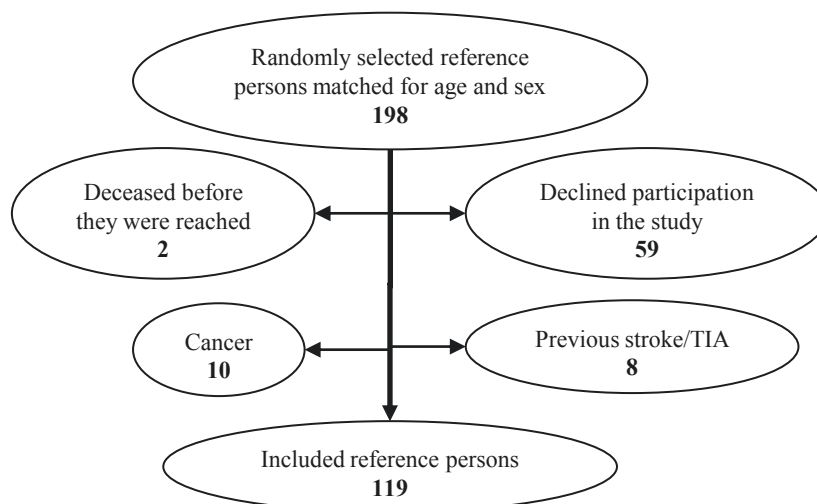 Randomly selected reference
persons matched for age and sex
198
Deceased before
they were reached
2
Declined participation
in the study
59
Cancer
10
Previous stroke/TIA
8
Included reference persons
119